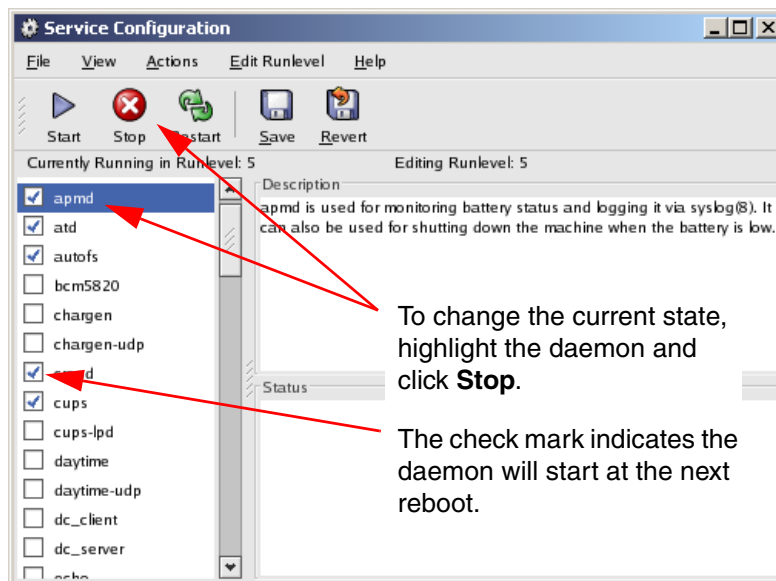 Service Configuration
File View Actions Edit Runlevel Help
Start Stop Restart Save Revert
Currently Running in Runlevel: 5 Editing Runlevel: 5
Description
apmd is used for monitoring battery status and logging it via syslog(8). It
can also be used for shutting down the machine when the battery is low.
apmd
atd
autofs
bcm5820
chargen
chargen-udp
cups
cups-lpd
daytime
daytime-udp
dc_client
dc_server
echo
To change the current state,
highlight the daemon and
click Stop.
Status
The check mark indicates the
daemon will start at the next
reboot.